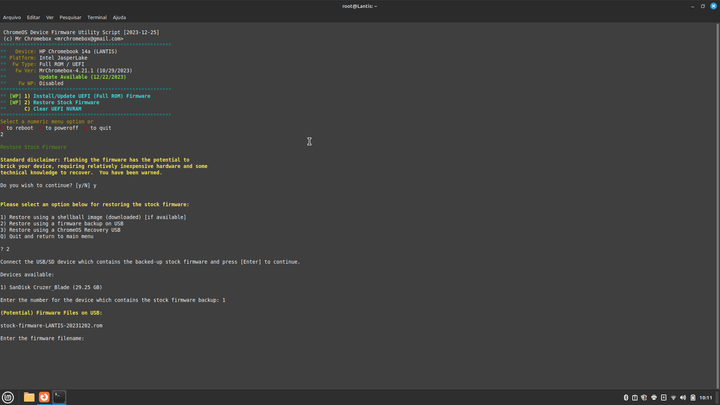 root@Lantis: ~
Arquivo Editar Ver Pesquisar Terminal Ajuda
ChromeOS Device Firmware Utility Script [2023-12-25]
(c) Mr Chromebox <mrchromebox@gmail.com>
*********************************************************
** Device: HP Chromebook 14a (LANTIS)
** Platform: Intel JasperLake
** Fw Type: Full ROM / UEFI
** Fw Ver: MrChromebox-4.21.1 (10/29/2023)
** Update Available (12/22/2023)
** Fw WP: Disabled
*********************************************************
** [WP] 1) Install/Update UEFI (Full ROM) Firmware
** [WP] 2) Restore Stock Firmware
** C) Clear UEFI NVRAM
*********************************************************
Select a numeric menu option or
to reboot to poweroff to quit
2
Restore Stock Firmware
Standard disclaimer: flashing the firmware has the potential to
brick your device, requiring relatively inexpensive hardware and some
technical knowledge to recover. You have been warned.
Do you wish to continue? [y/N] y
Please select an option below for restoring the stock firmware:
1) Restore using a shellball image (downloaded) [if available]
2) Restore using a firmware backup on USB
3) Restore using a ChromeOS Recovery USB
Q) Quit and return to main menu
? 2
Connect the USB/SD device which contains the backed-up stock firmware and press [Enter] to continue.
Devices available:
1) SanDisk Cruzer_Blade (29.25 GB)
Enter the number for the device which contains the stock firmware backup: 1
(Potential) Firmware Files on USB:
stock-firmware-LANTIS-20231202.rom
Enter the firmware filename:
10:11